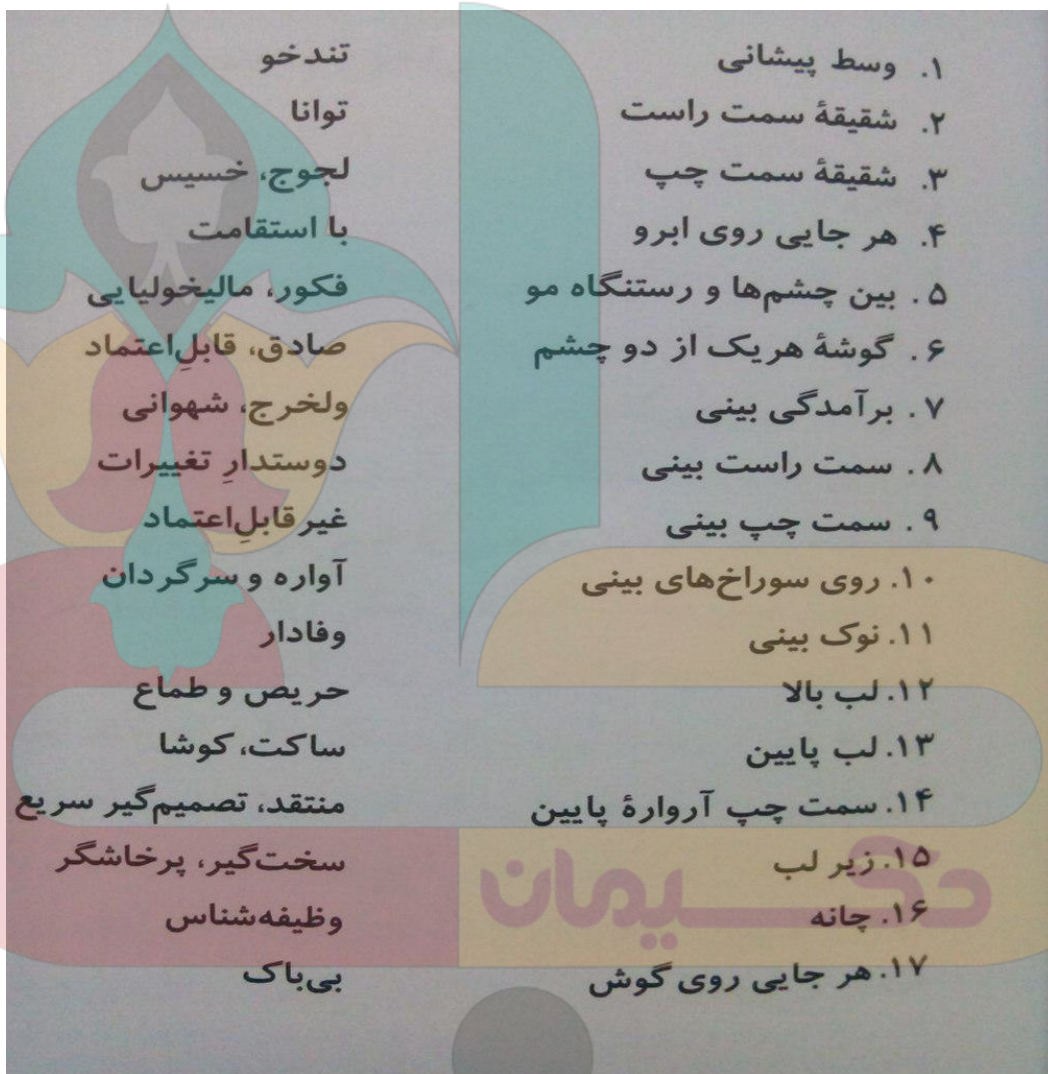 ۱. وسط پیشانی تندخو
۲. شقیقهٔ سمت راست توانا
۳. شقیقهٔ سمت چپ لجوج، خسیس
۴. هر جایی روی ابرو با استقامت
۵. بین چشم‌ها و رستنگاه مو فکور، مالیخولیایی
۶. گوشهٔ هریک از دو چشم صادق، قابلِ‌اعتماد
۷. برآمدگی بینی ولخرج، شهوانی
۸. سمت راست بینی دوستدارِ تغییرات
۹. سمت چپ بینی غیرقابلِ‌اعتماد
۱۰. روی سوراخ‌های بینی آواره و سرگردان
۱۱. نوک بینی وفادار
۱۲. لب بالا حریص و طماع
۱۳. لب پایین ساکت، کوشا
۱۴. سمت چپ آروارهٔ پایین منتقد، تصمیم‌گیر سریع
۱۵. زیر لب سخت‌گیر، پرخاشگر
۱۶. چانه وظیفه‌شناس
۱۷. هر جایی روی گوش بی‌باک